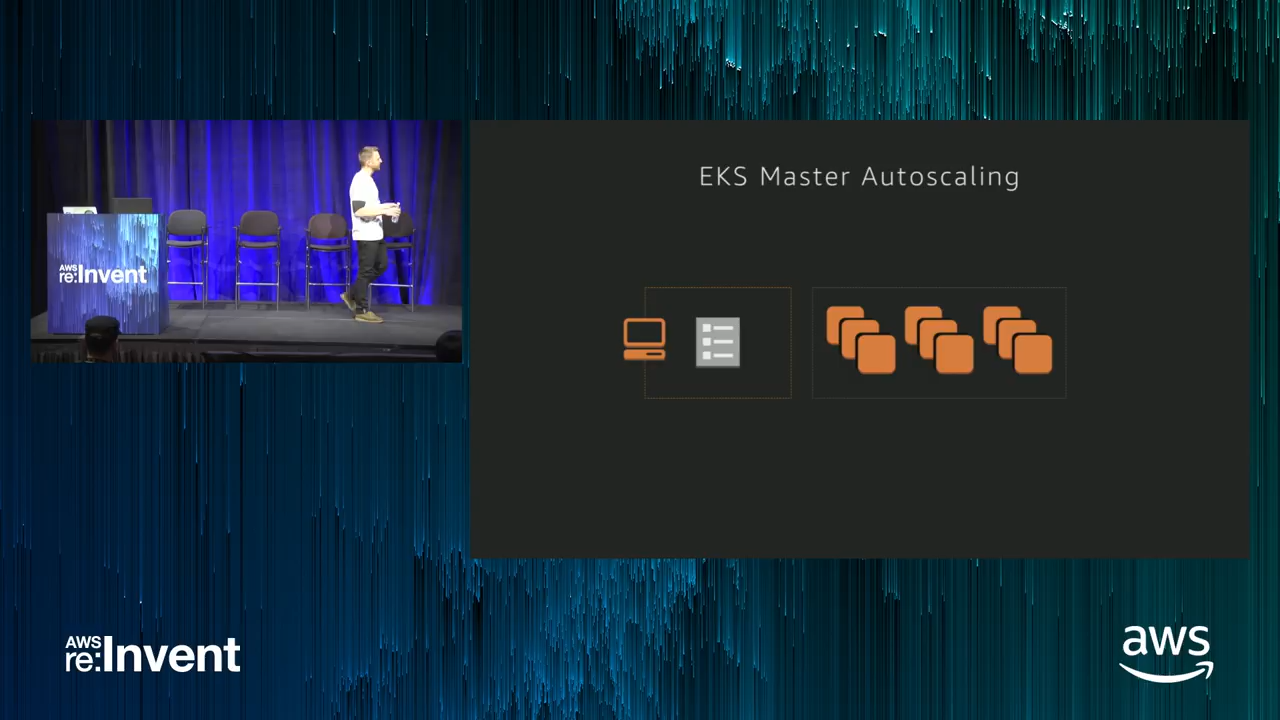 EKS Master Autoscaling
AWS
re:Invent
AWS
re:Invent
aws